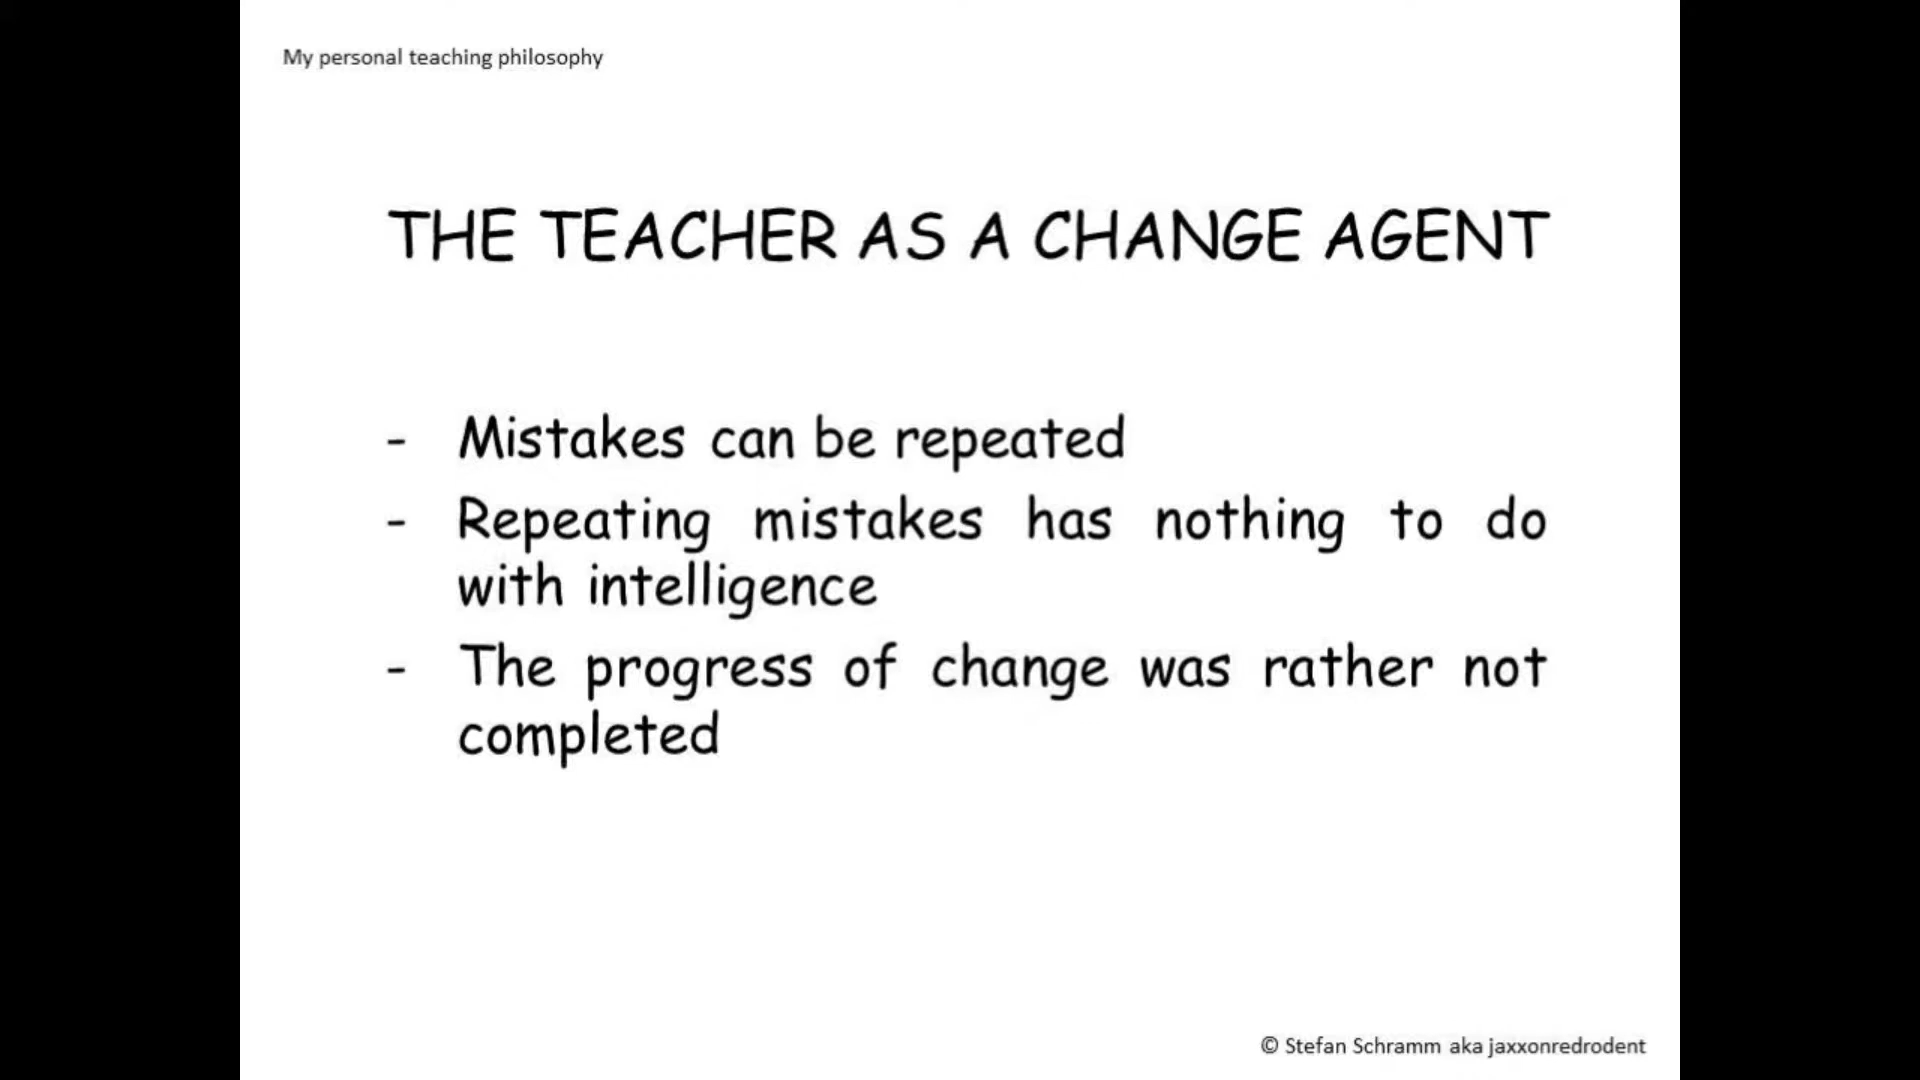 My personal teaching philosophy
THE TEACHER AS A CHANGE AGENT
- Mistakes can be repeated
- Repeating mistakes has nothing to do
with intelligence
- The progress of change was rather not
completed
© Stefan Schramm aka jaxxonredrodent